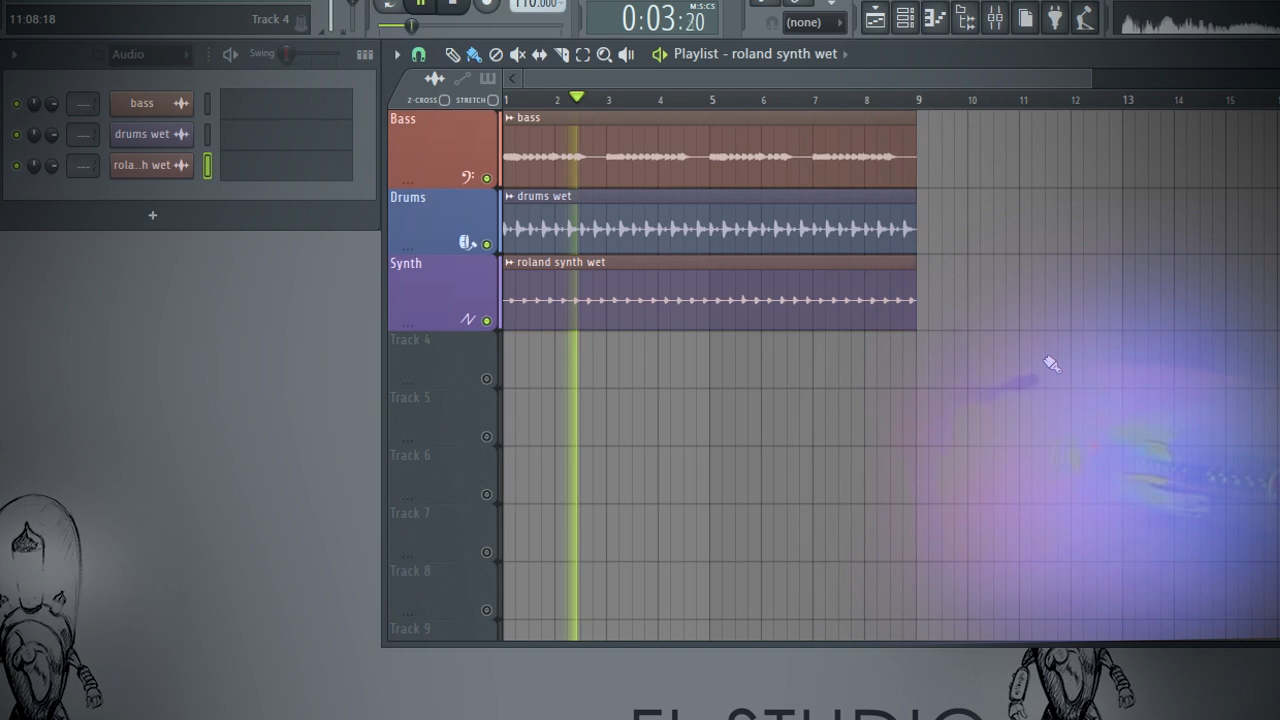 11:08:18
Track 4
110.000
0:03:20
M:S:CS
(none)
Audio
Swing
Playlist - roland synth wet
Z-CROSS
STRETCH
1 2 3 4 5 6 7 8 9 10 11 12 13 14 15
bass
drums wet
rola..h wet
+
Bass
bass
Drums
drums wet
Synth
roland synth wet
Track 4
Track 5
Track 6
Track 7
Track 8
Track 9
FL STUDIO